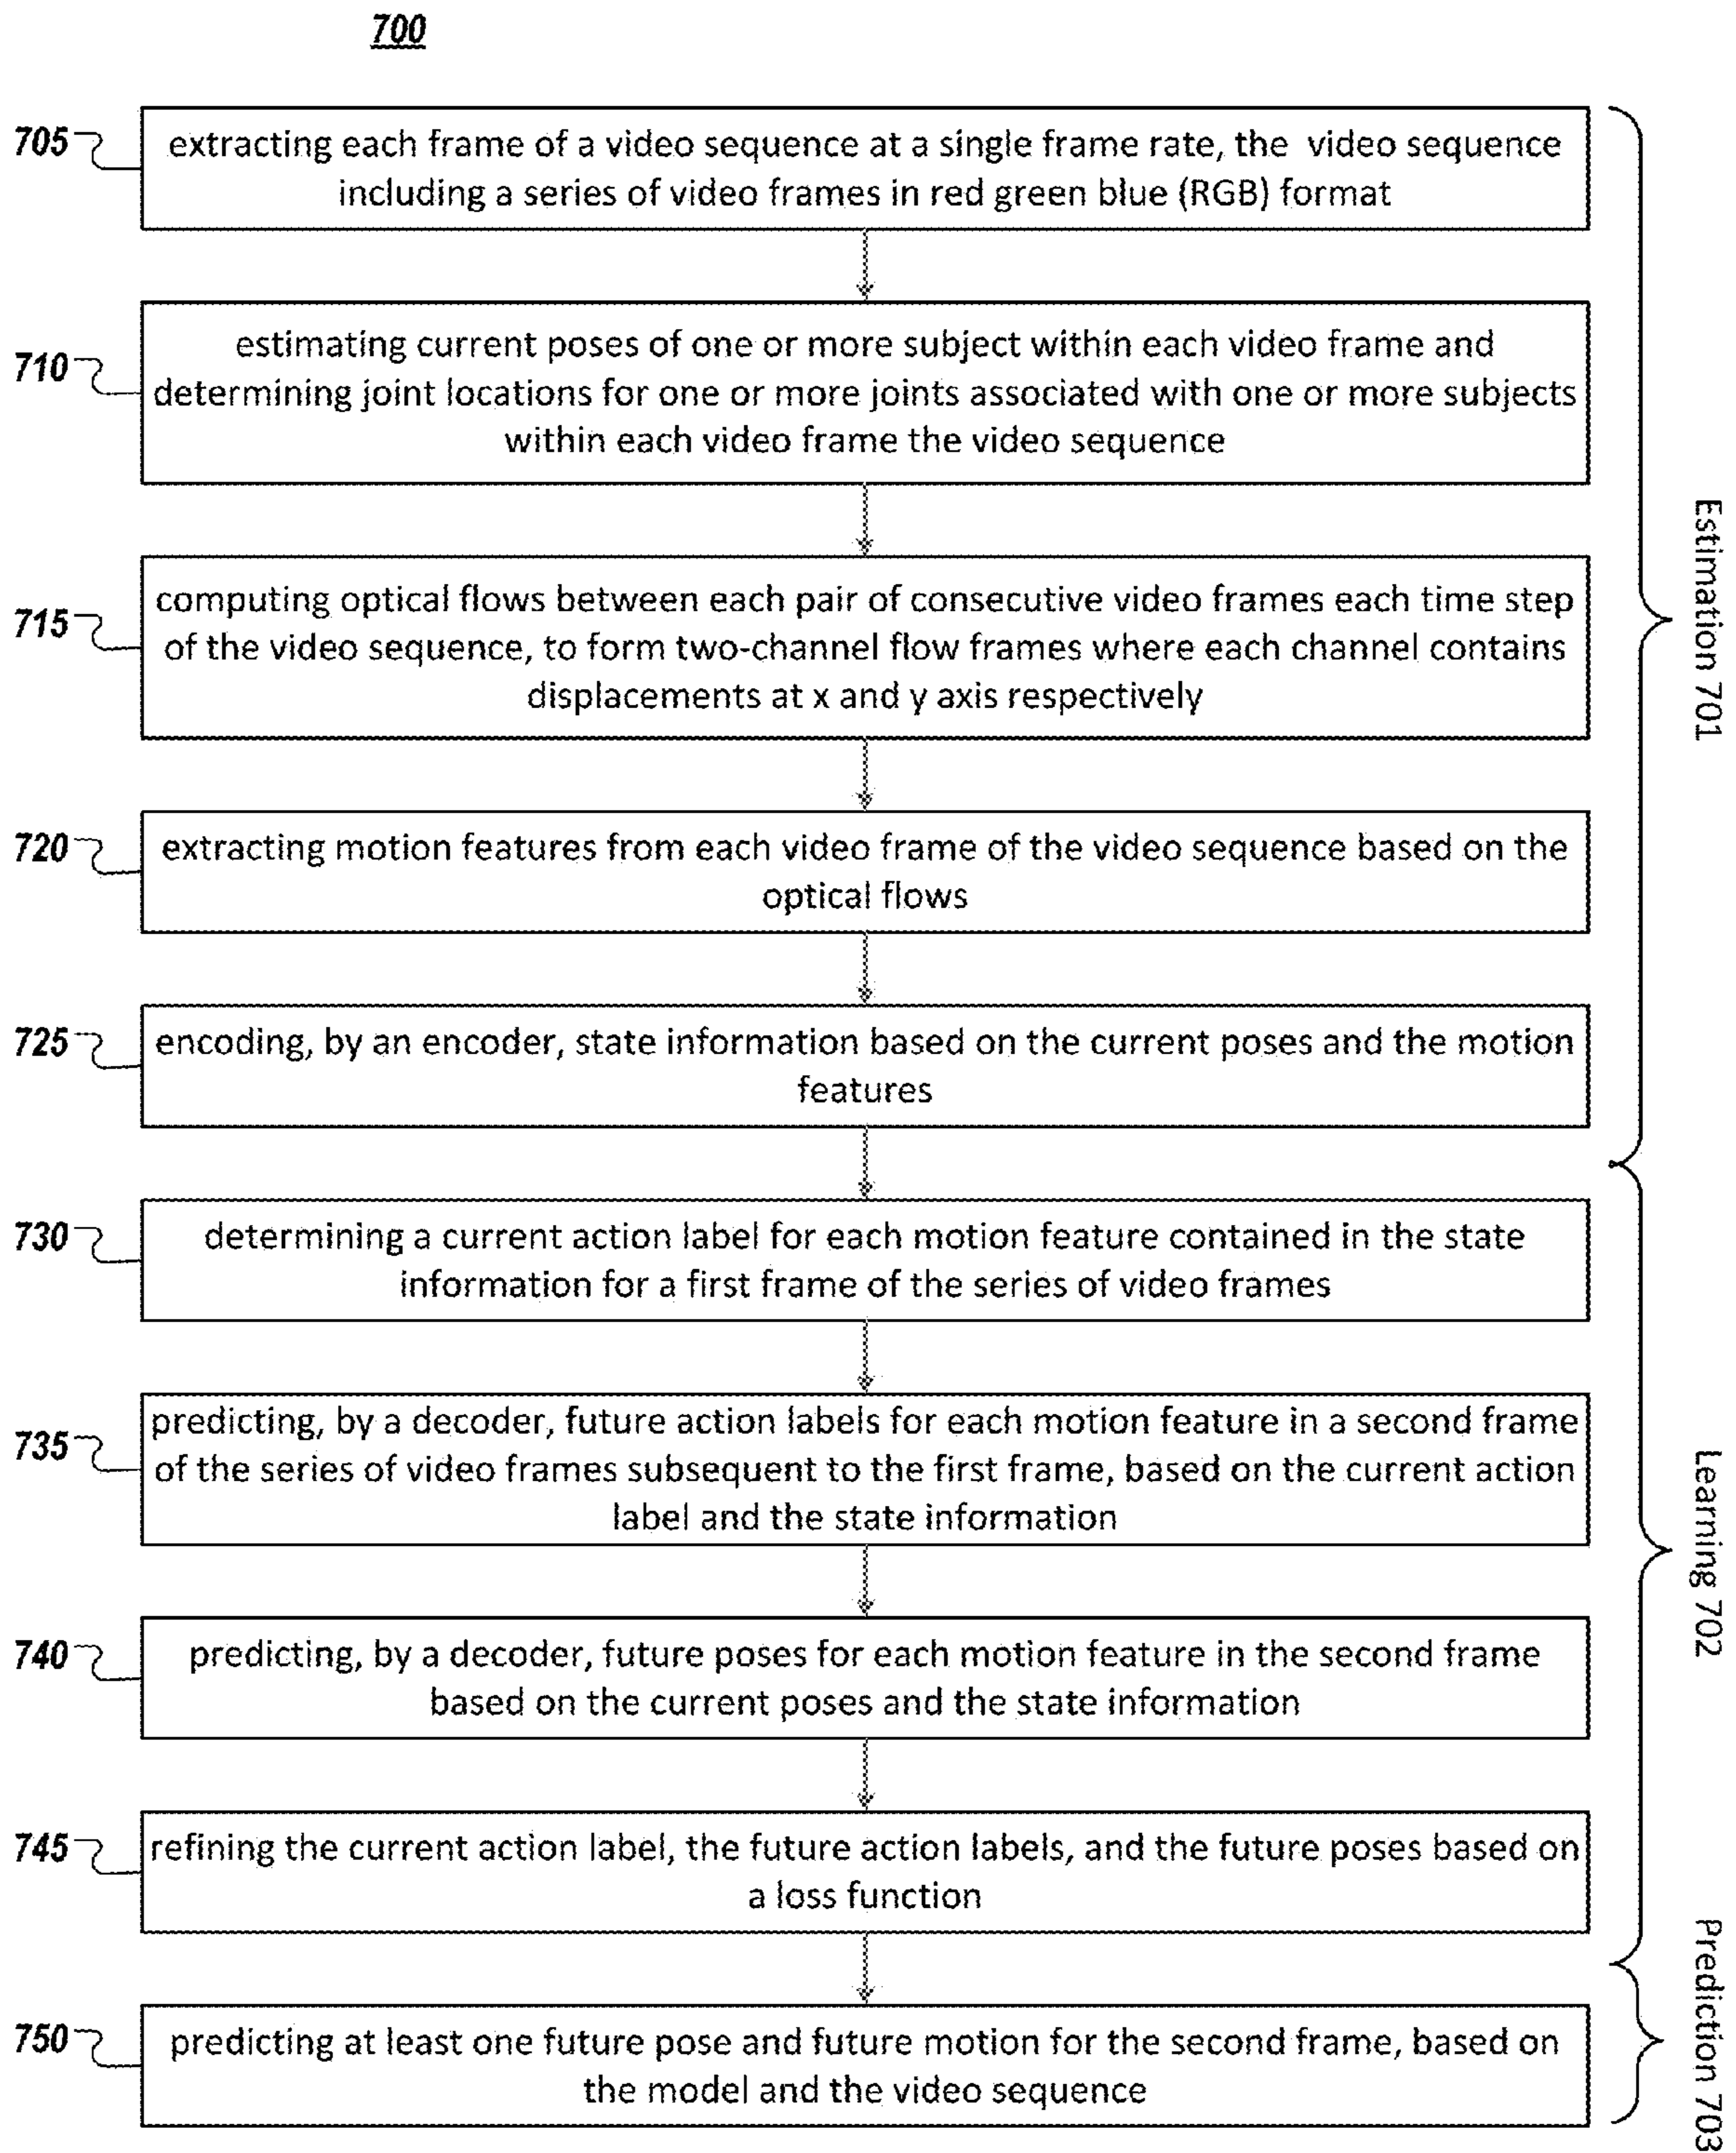 700
705
extracting each frame of a video sequence at a single frame rate, the video sequence
including a series of video frames in red green blue (RGB) format
710
estimating current poses of one or more subject within each video frame and
determining joint locations for one or more joints associated with one or more subjects
within each video frame the video sequence
715
computing optical flows between each pair of consecutive video frames each time step
of the video sequence, to form two-channel flow frames where each channel contains
displacements at x and y axis respectively
720
extracting motion features from each video frame of the video sequence based on the
optical flows
725
encoding, by an encoder, state information based on the current poses and the motion
features
Estimation 701
730
determining a current action label for each motion feature contained in the state
information for a first frame of the series of video frames
735
predicting, by a decoder, future action labels for each motion feature in a second frame
of the series of video frames subsequent to the first frame, based on the current action
label and the state information
740
predicting, by a decoder, future poses for each motion feature in the second frame
based on the current poses and the state information
745
refining the current action label, the future action labels, and the future poses based on
a loss function
Learning 702
750
predicting at least one future pose and future motion for the second frame, based on
the model and the video sequence
Prediction 703